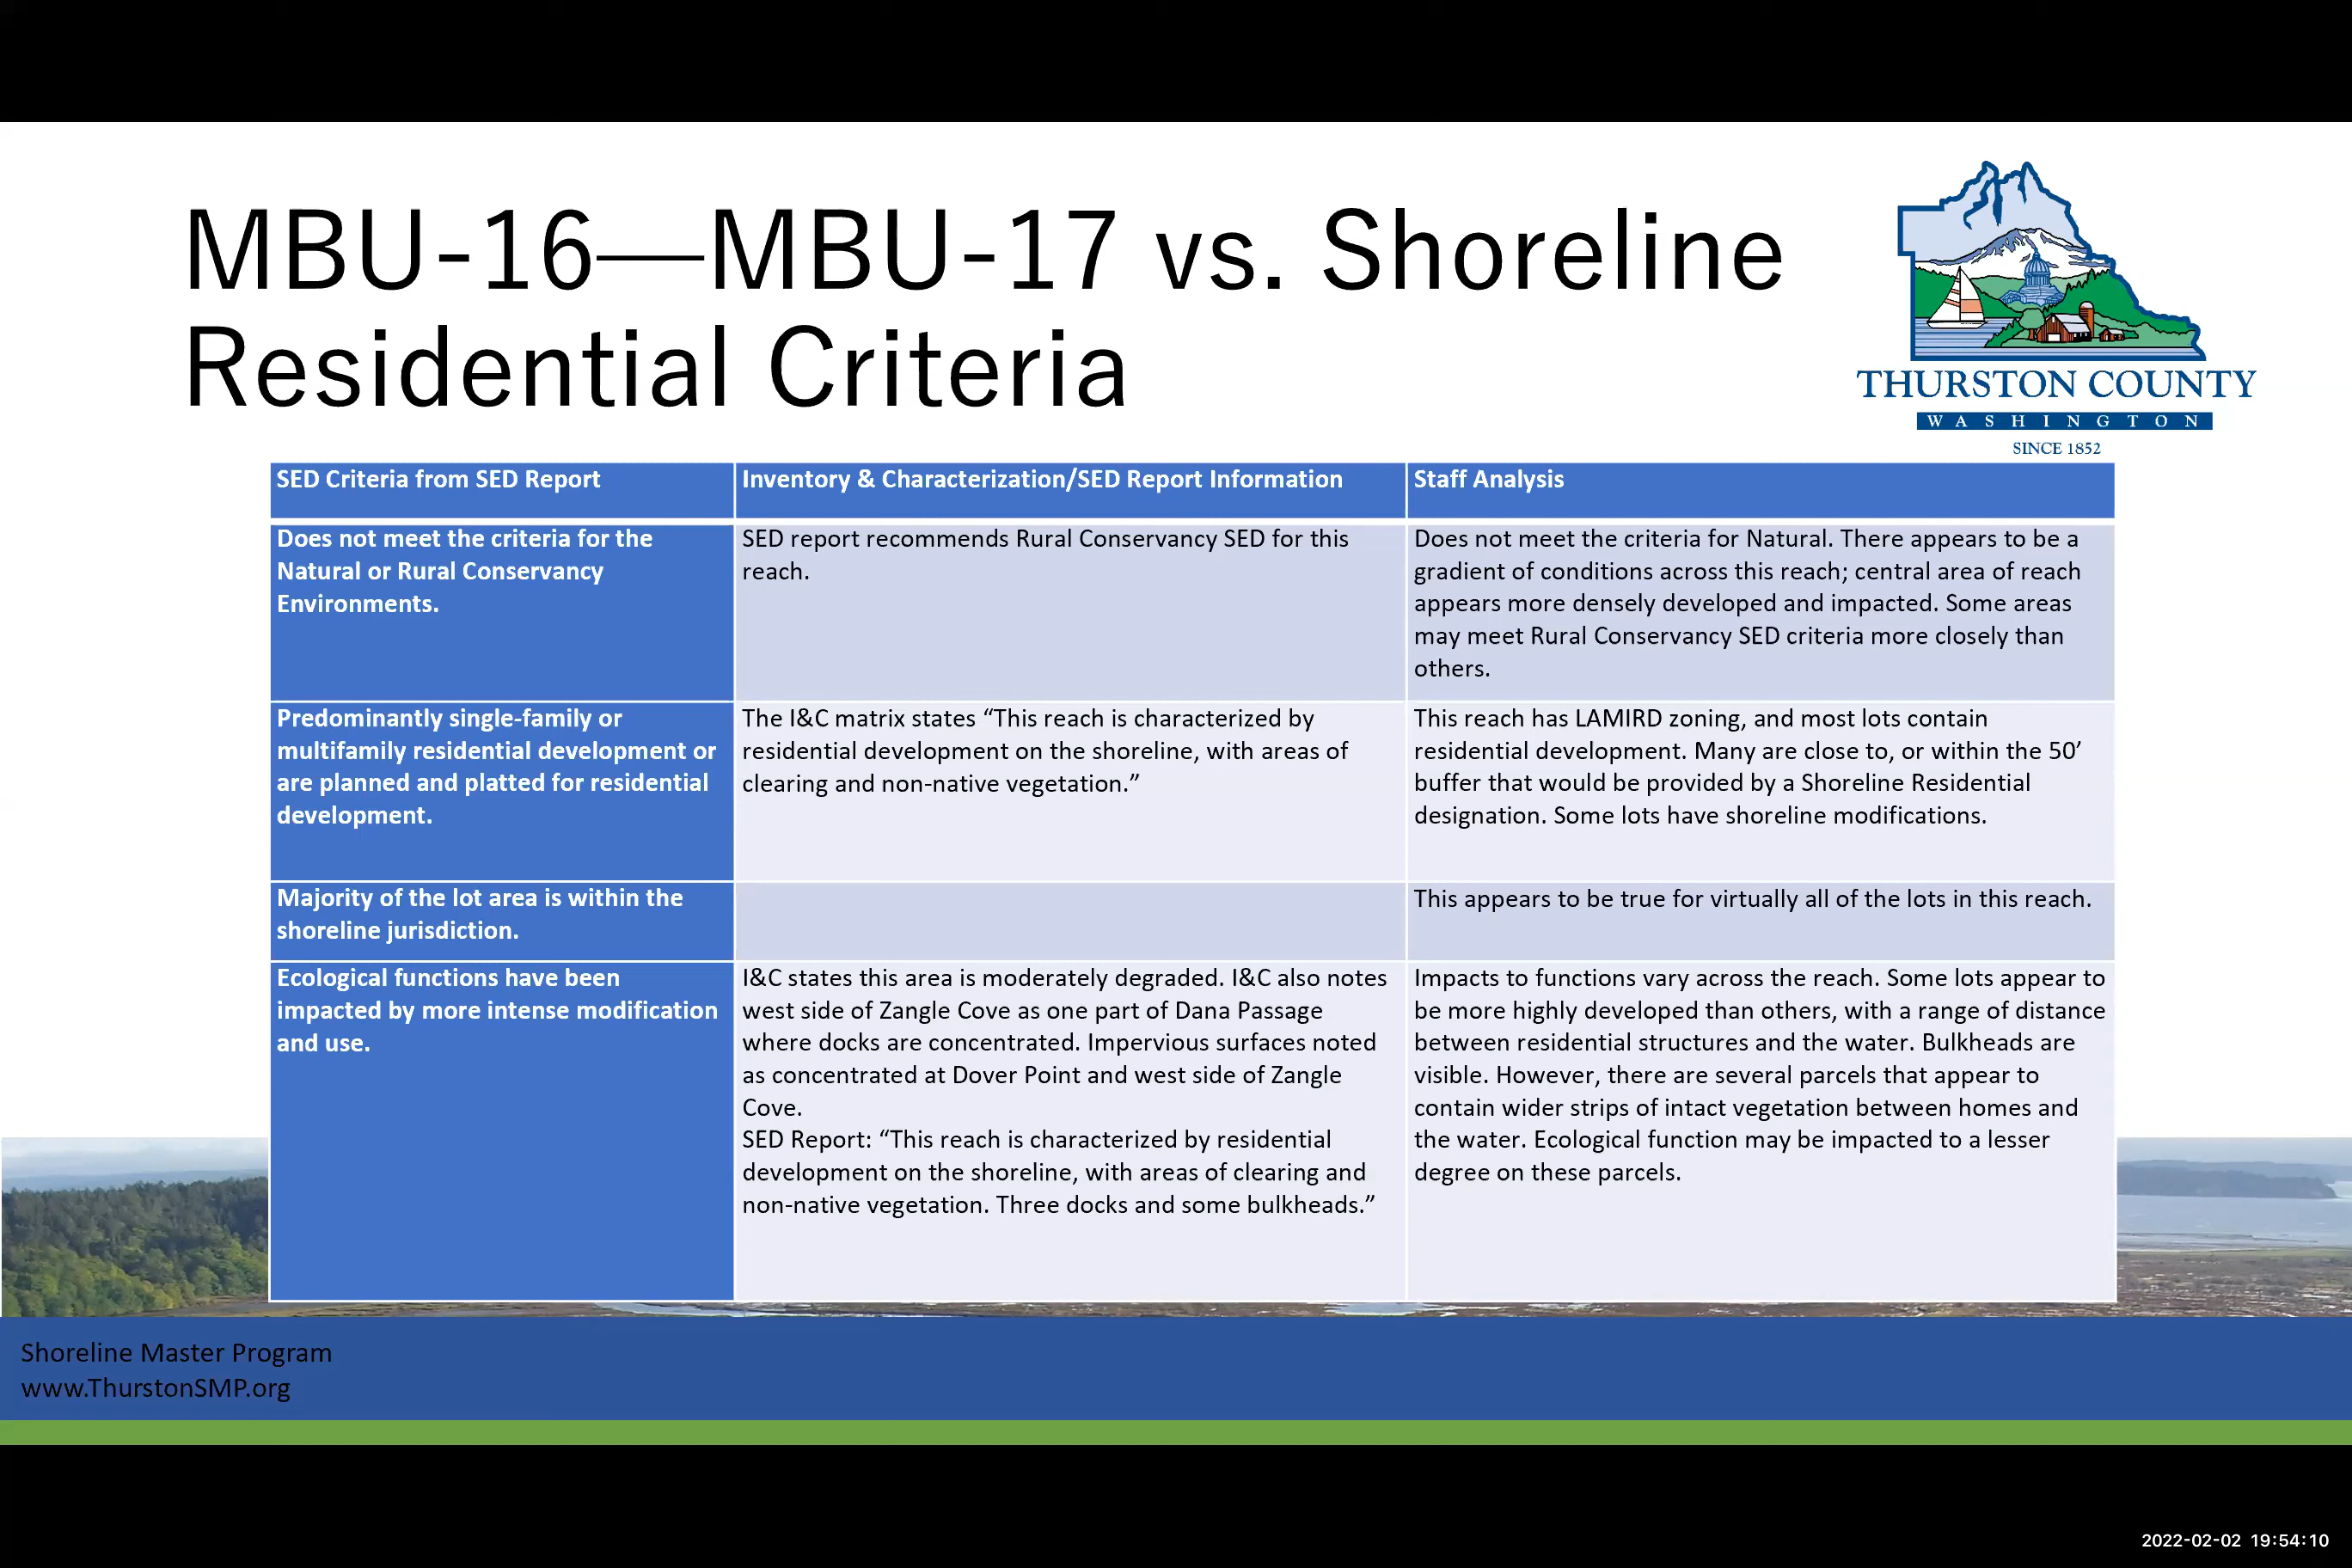 MBU-16—MBU-17 vs. Shoreline
Residential Criteria
THURSTON COUNTY
WASHINGTON
SINCE 1852
SED Criteria from SED Report
Inventory & Characterization/SED Report Information
Staff Analysis
Does not meet the criteria for the
Natural or Rural Conservancy
Environments.
SED report recommends Rural Conservancy SED for this
reach.
Does not meet the criteria for Natural. There appears to be a
gradient of conditions across this reach; central area of reach
appears more densely developed and impacted. Some areas
may meet Rural Conservancy SED criteria more closely than
others.
Predominantly single-family or
multifamily residential development or
are planned and platted for residential
development.
The I&C matrix states “This reach is characterized by
residential development on the shoreline, with areas of
clearing and non-native vegetation.”
This reach has LAMIRD zoning, and most lots contain
residential development. Many are close to, or within the 50’
buffer that would be provided by a Shoreline Residential
designation. Some lots have shoreline modifications.
Majority of the lot area is within the
shoreline jurisdiction.
This appears to be true for virtually all of the lots in this reach.
Ecological functions have been
impacted by more intense modification
and use.
I&C states this area is moderately degraded. I&C also notes
west side of Zangle Cove as one part of Dana Passage
where docks are concentrated. Impervious surfaces noted
as concentrated at Dover Point and west side of Zangle
Cove.
SED Report: “This reach is characterized by residential
development on the shoreline, with areas of clearing and
non-native vegetation. Three docks and some bulkheads.”
Impacts to functions vary across the reach. Some lots appear to
be more highly developed than others, with a range of distance
between residential structures and the water. Bulkheads are
visible. However, there are several parcels that appear to
contain wider strips of intact vegetation between homes and
the water. Ecological function may be impacted to a lesser
degree on these parcels.
Shoreline Master Program
www.ThurstonSMP.org
2022-02-02 19:54:10